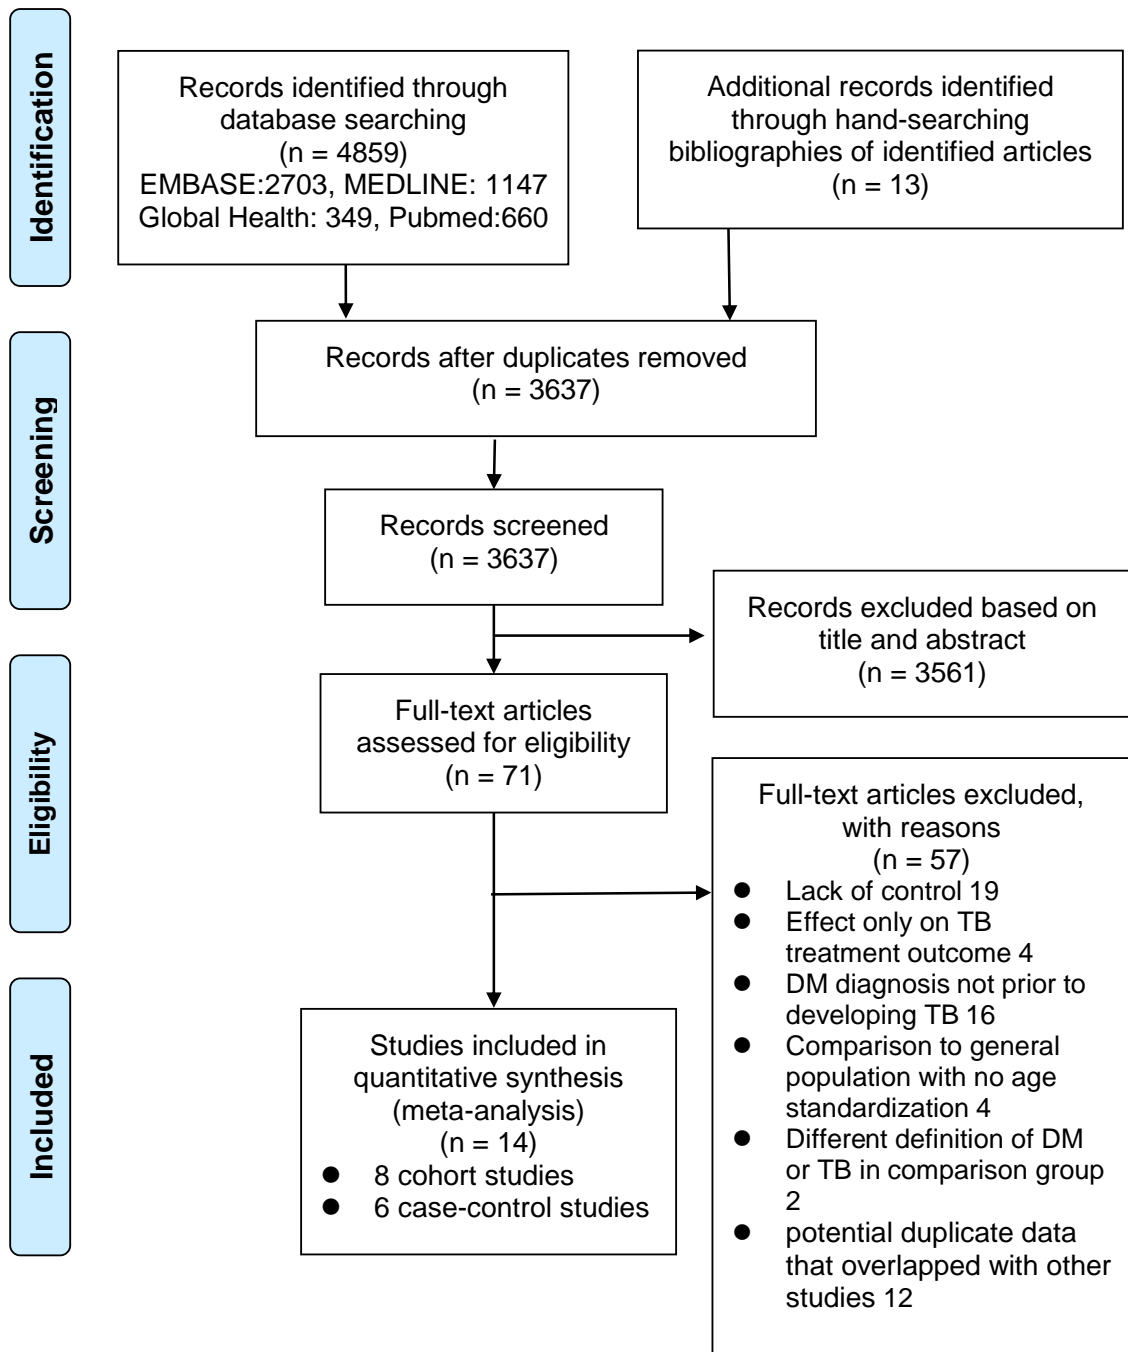 Identification
Records identified through
database searching
(n = 4859)
EMBASE:2703, MEDLINE: 1147
Global Health: 349, Pubmed:660
Additional records identified
through hand-searching
bibliographies of identified articles
(n = 13)
Screening
Records after duplicates removed
(n = 3637)
Records screened
(n = 3637)
Records excluded based on
title and abstract
(n = 3561)
Eligibility
Full-text articles
assessed for eligibility
(n = 71)
Full-text articles excluded,
with reasons
(n = 57)
● Lack of control 19
● Effect only on TB
treatment outcome 4
● DM diagnosis not prior to
developing TB 16
● Comparison to general
population with no age
standardization 4
● Different definition of DM
or TB in comparison group
2
● potential duplicate data
that overlapped with other
studies 12
Included
Studies included in
quantitative synthesis
(meta-analysis)
(n = 14)
● 8 cohort studies
● 6 case-control studies